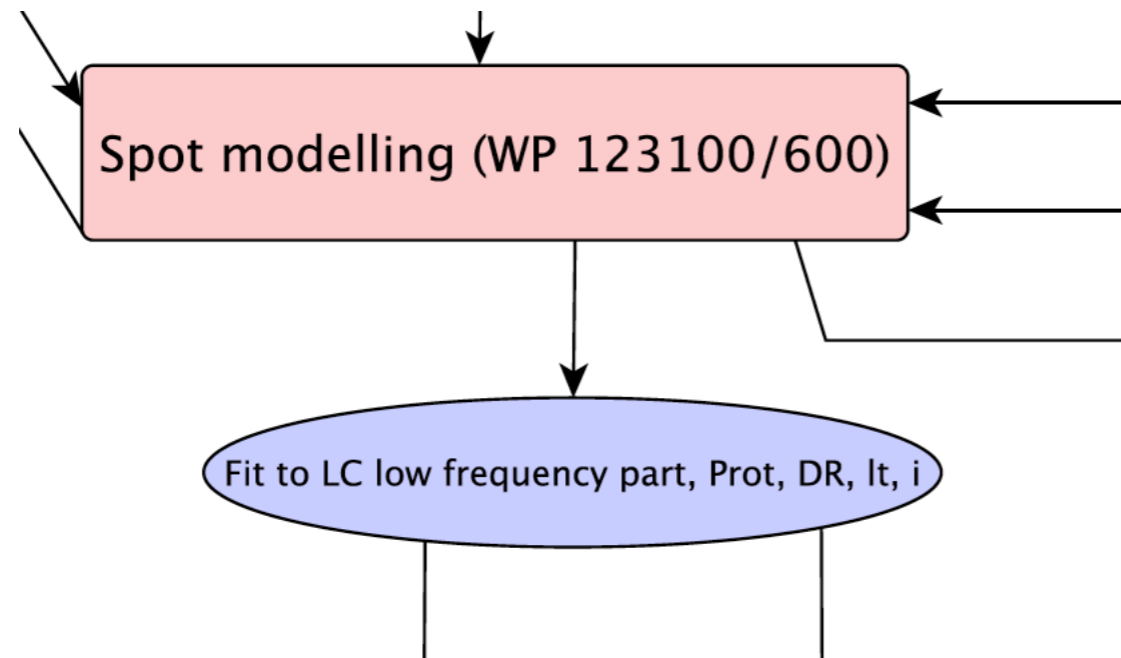 Spot modelling (WP 123100/600)
Fit to LC low frequency part, Prot, DR, lt, i